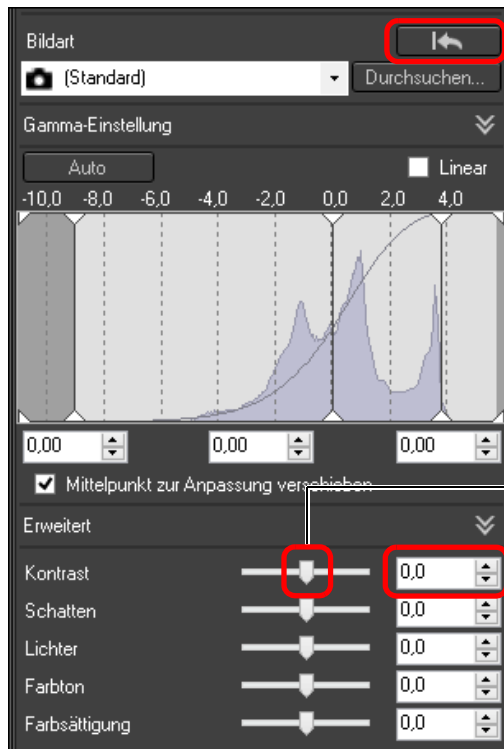 Bildart
(Standard) Durchsuchen...
Gamma-Einstellung
Auto Linear
-10,0 -8,0 -6,0 -4,0 -2,0 0,0 2,0 4,0
0,00 0,00 0,00
Mittelpunkt zur Anpassung verschieben
Erweitert
Kontrast 0,0
Schatten 0,0
Lichter 0,0
Farbton 0,0
Farbsättigung 0,0